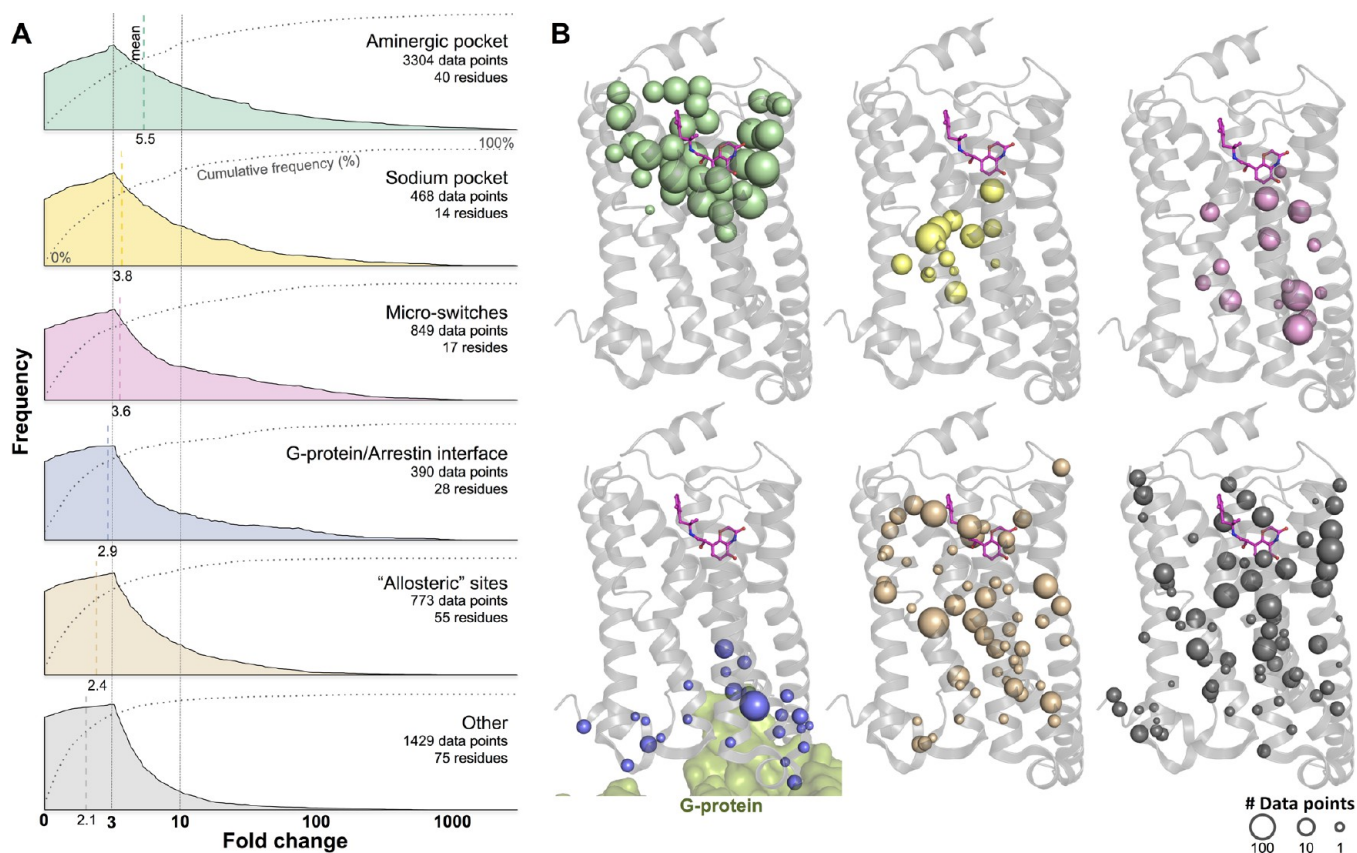 A
B
mean
Aminergic pocket
3304 data points
40 residues
5.5
100%
Cumulative frequency (%)
Sodium pocket
468 data points
14 residues
0%
3.8
Micro-switches
849 data points
17 resides
3.6
Frequency
G-protein/Arrestin interface
390 data points
28 residues
2.9
“Allosteric” sites
773 data points
55 residues
2.4
Other
1429 data points
75 residues
0 2.1 3 10 100 1000
Fold change
G-protein
# Data points
100 10 1